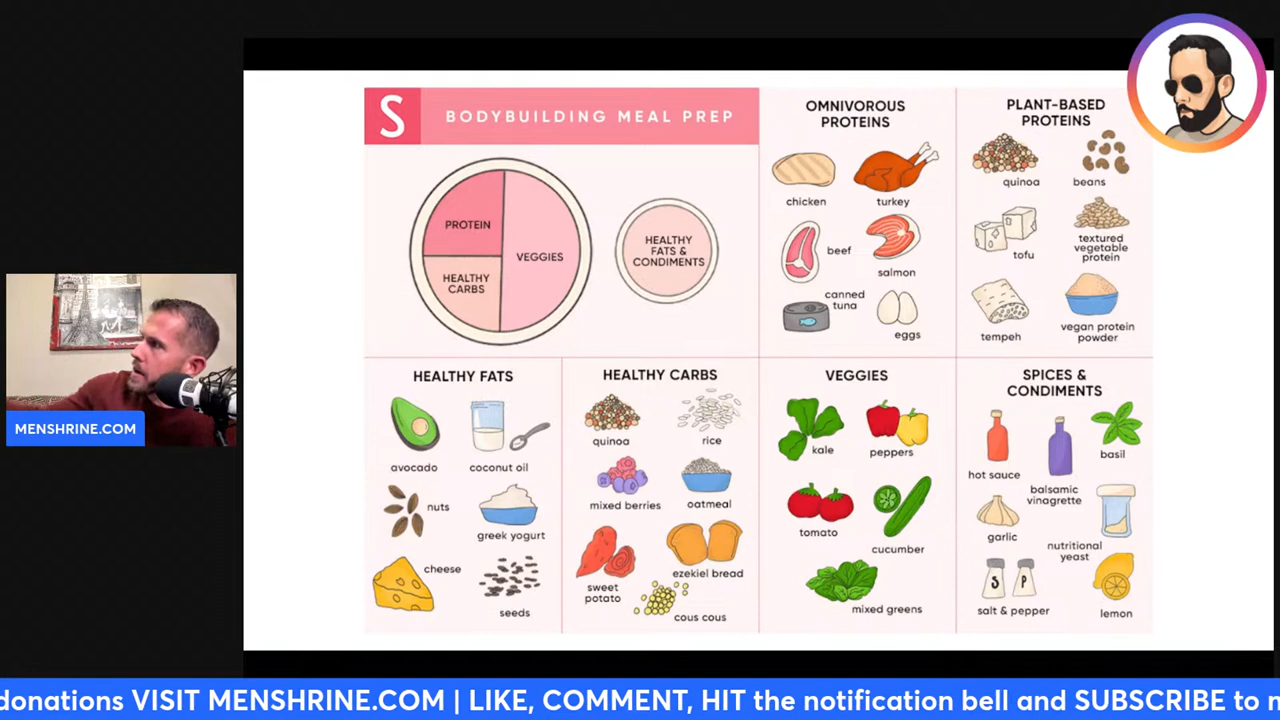 S
BODYBUILDING MEAL PREP
PROTEIN
HEALTHY
CARBS
VEGGIES
HEALTHY
FATS &
CONDIMENTS
OMNIVOROUS
PROTEINS
chicken
turkey
beef
salmon
canned
tuna
eggs
PLANT-BASED
PROTEINS
quinoa
beans
tofu
textured
vegetable
protein
tempeh
vegan protein
powder
HEALTHY FATS
avocado
coconut oil
nuts
greek yogurt
cheese
seeds
HEALTHY CARBS
quinoa
rice
mixed berries
oatmeal
sweet
potato
ezekiel bread
cous cous
VEGGIES
kale
peppers
tomato
cucumber
mixed greens
SPICES &
CONDIMENTS
hot sauce
balsamic
vinagrette
basil
garlic
nutritional
yeast
S P
salt & pepper
lemon
MENSHRINE.COM
donations VISIT MENSHRINE.COM | LIKE, COMMENT, HIT the notification bell and SUBSCRIBE to